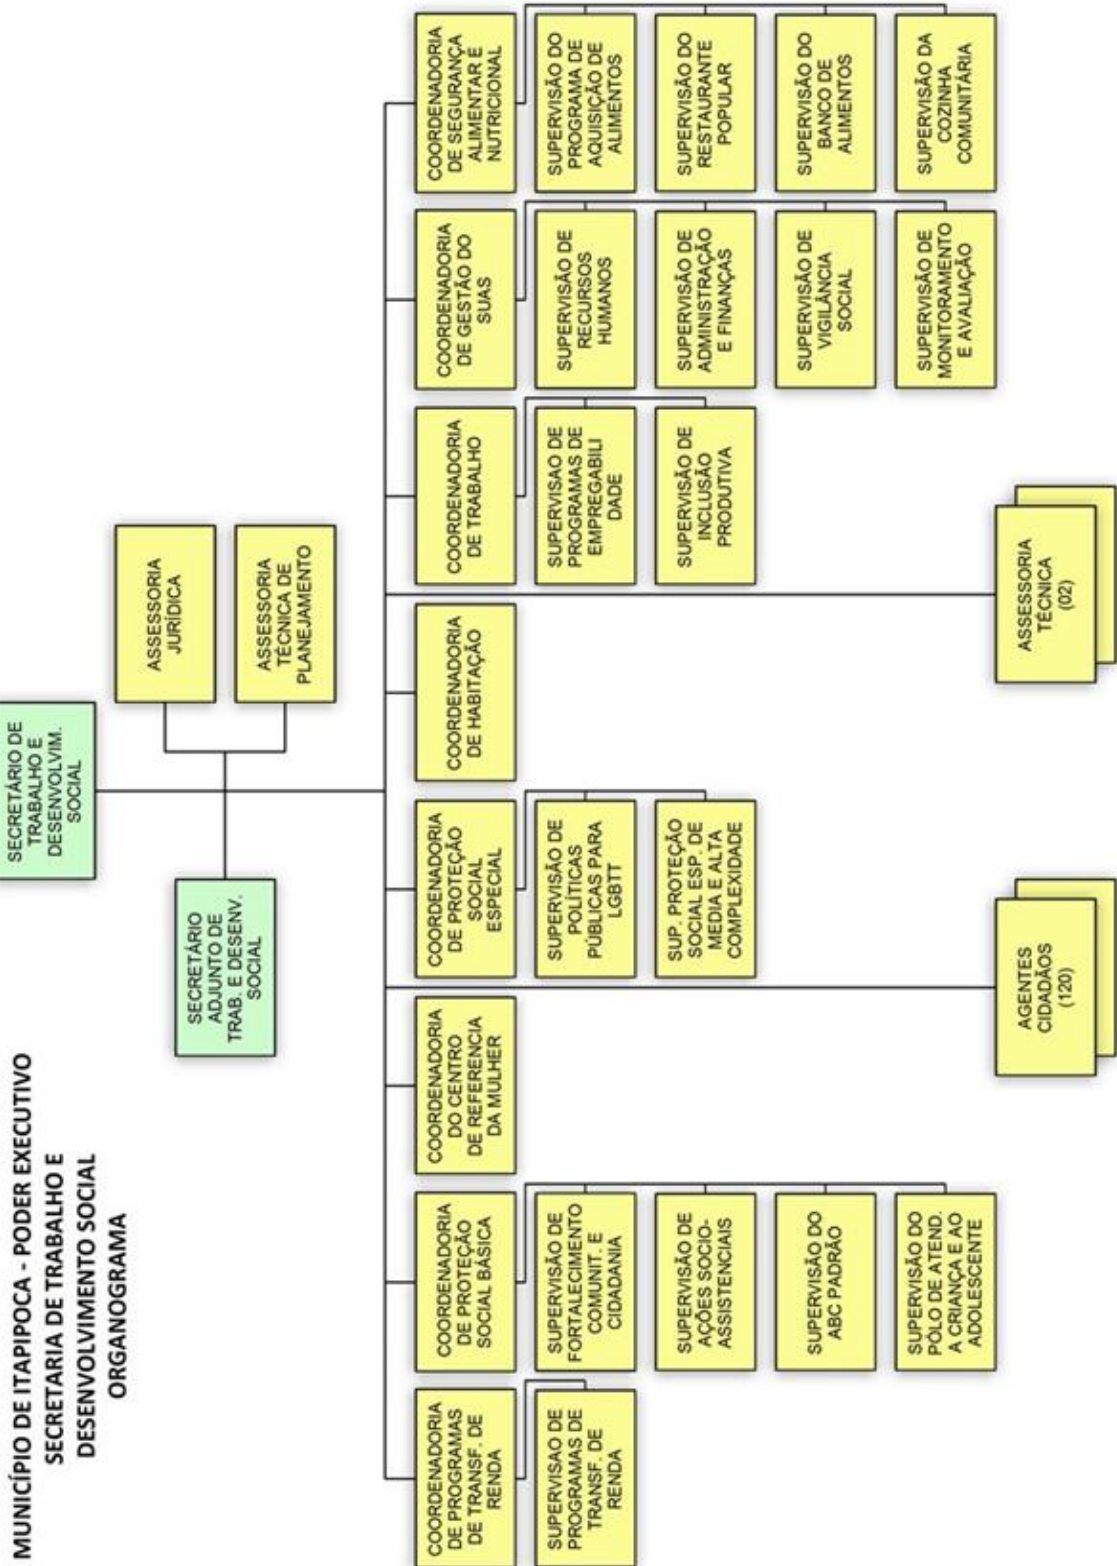 MUNICÍPIO DE ITAPIPOCA - PODER EXECUTIVO
SECRETARIA DE TRABALHO E
DESENVOLVIMENTO SOCIAL
ORGANOGRAMA
SECRETÁRIO DE
TRABALHO E
DESENVOLVIM.
SOCIAL
SECRETÁRIO
ADJUNTO DE
TRAB. E DESENV.
SOCIAL
ASSESSORIA
JURÍDICA
ASSESSORIA
TÉCNICA DE
PLANEJAMENTO
COORDENADORIA
DE PROGRAMAS
DE TRANSF. DE
RENDA
SUPERVISAO DE
PROGRAMAS DE
TRANSF. DE
RENDA
COORDENADORIA
DE PROTEÇÃO
SOCIAL BÁSICA
SUPERVISÃO DE
FORTALECIMENTO
COMUNIT. E
CIDADANIA
SUPERVISÃO DE
AÇÕES SOCIO-
ASSISTENCIAIS
SUPERVISÃO DO
ABC PADRÃO
SUPERVISÃO DO
PÓLO DE ATEND.
A CRIANÇA E AO
ADOLESCENTE
COORDENADORIA
DO CENTRO
DE REFERENCIA
DA MULHER
COORDENADORIA
DE PROTEÇÃO
SOCIAL
ESPECIAL
SUPERVISÃO DE
POLÍTICAS
PÚBLICAS PARA
LGBTT
SUP. PROTEÇÃO
SOCIAL ESP. DE
MEDIA E ALTA
COMPLEXIDADE
COORDENADORIA
DE HABITAÇÃO
COORDENADORIA
DE TRABALHO
SUPERVISAO DE
PROGRAMAS DE
EMPREGABILI
DADE
SUPERVISÃO DE
INCLUSÃO
PRODUTIVA
COORDENADORIA
DE GESTÃO DO
SUAS
SUPERVISÃO DE
RECURSOS
HUMANOS
SUPERVISÃO DE
ADMINISTRAÇÃO
E FINANÇAS
SUPERVISÃO DE
VIGILÂNCIA
SOCIAL
SUPERVISÃO DE
MONITORAMENTO
E AVALIAÇÃO
COORDENADORIA
DE SEGURANÇA
ALIMENTAR E
NUTRICIONAL
SUPERVISÃO DO
PROGRAMA DE
AQUISIÇÃO DE
ALIMENTOS
SUPERVISÃO DO
RESTAURANTE
POPULAR
SUPERVISÃO DO
BANCO DE
ALIMENTOS
SUPERVISÃO DA
COZINHA
COMUNITÁRIA
AGENTES
CIDADÃOS
(120)
ASSESSORIA
TÉCNICA
(02)